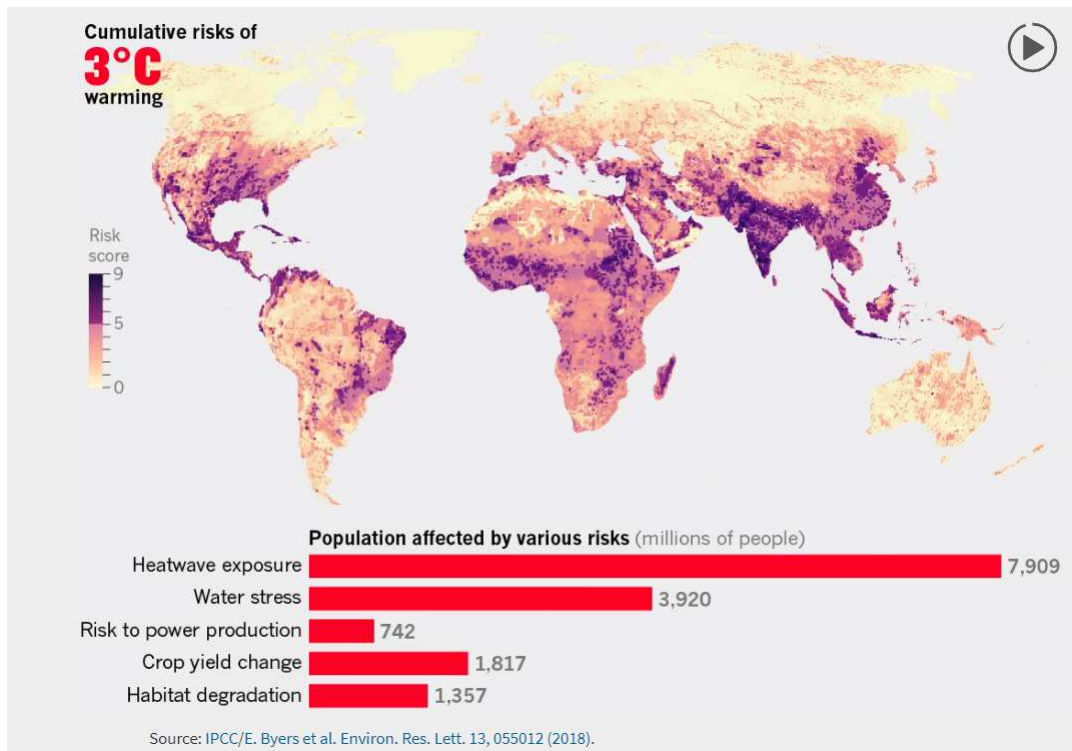 Cumulative risks of
3°C
warming
Risk
score
9
5
0
Population affected by various risks (millions of people)
Heatwave exposure 7,909
Water stress 3,920
Risk to power production 742
Crop yield change 1,817
Habitat degradation 1,357
Source: IPCC/E. Byers et al. Environ. Res. Lett. 13, 055012 (2018).